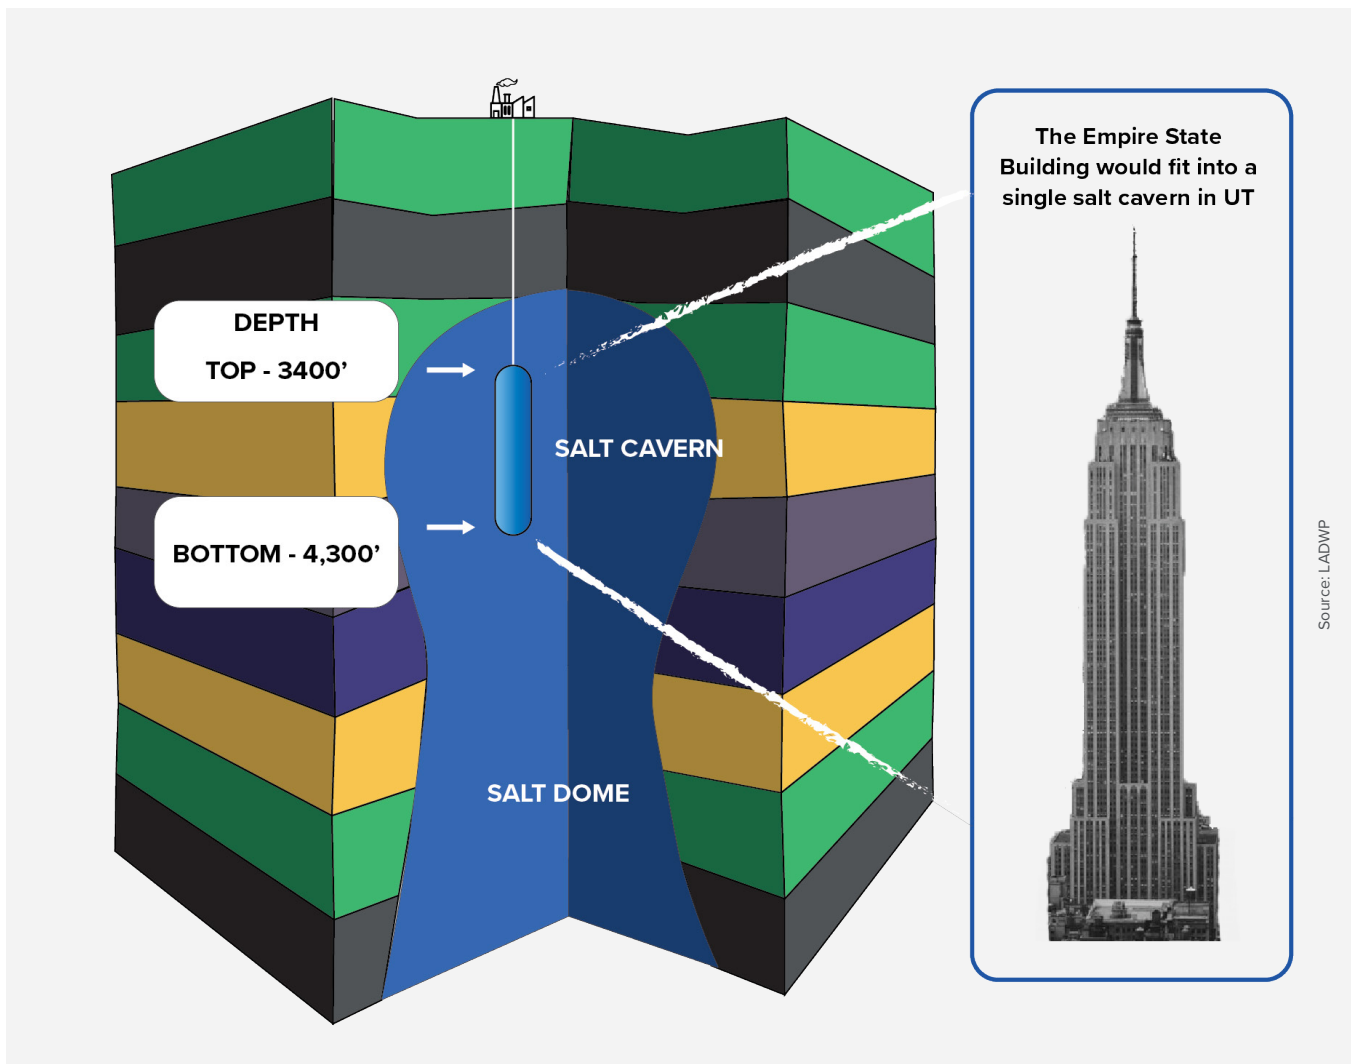 The Empire State
Building would fit into a
single salt cavern in UT
DEPTH
TOP - 3400’
SALT CAVERN
BOTTOM - 4,300’
SALT DOME
Source: LADWP